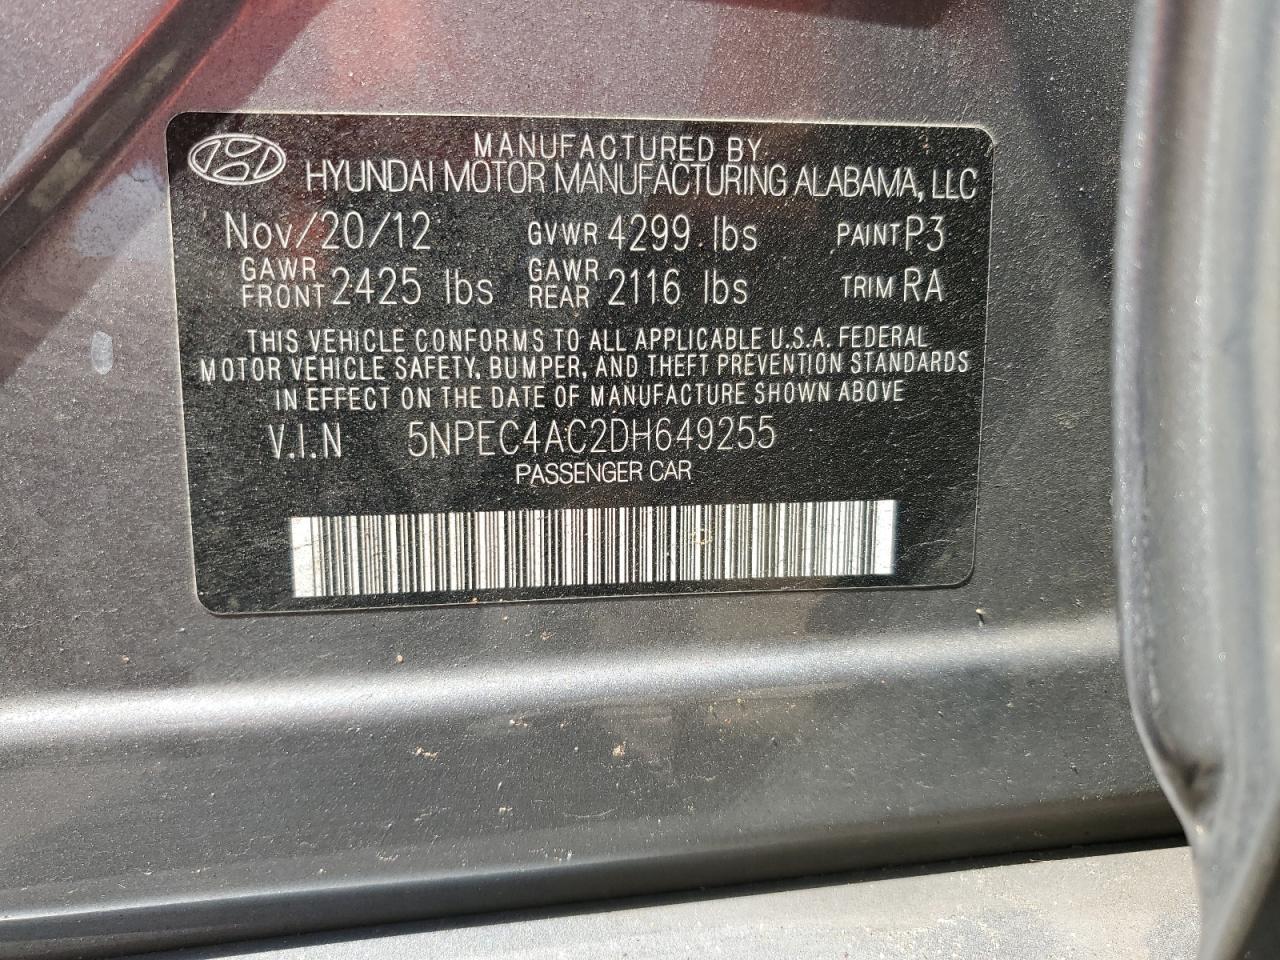 MANUFACTURED BY
HYUNDAI MOTOR MANUFACTURING ALABAMA, LLC
Nov/20/12 GVWR 4299 lbs PAINT P3
GAWR FRONT 2425 lbs GAWR REAR 2116 lbs TRIM RA
THIS VEHICLE CONFORMS TO ALL APPLICABLE U.S.A. FEDERAL
MOTOR VEHICLE SAFETY, BUMPER, AND THEFT PREVENTION STANDARDS
IN EFFECT ON THE DATE OF MANUFACTURE SHOWN ABOVE
V.I.N 5NPEC4AC2DH649255
PASSENGER CAR